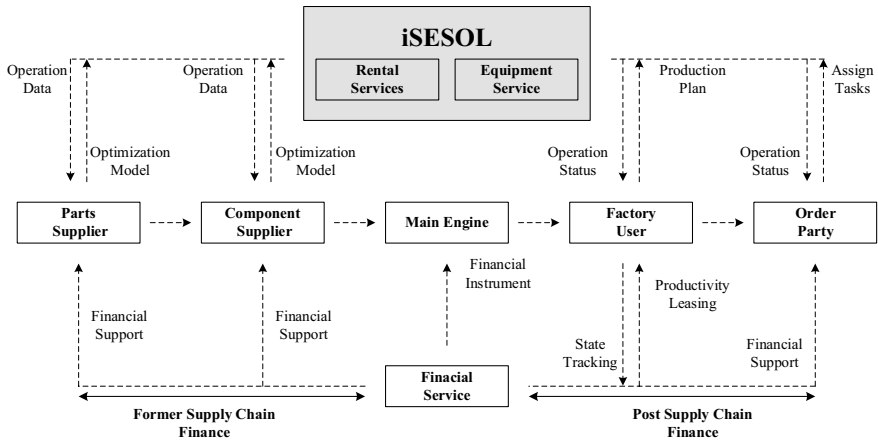 iSESOL
Rental
Services
Equipment
Service
Operation
Data
Operation
Data
Production
Plan
Assign
Tasks
Optimization
Model
Optimization
Model
Operation
Status
Operation
Status
Parts
Supplier
Component
Supplier
Main Engine
Factory
User
Order
Party
Financial
Instrument
Productivity
Leasing
Financial
Support
Financial
Support
State
Tracking
Financial
Support
Finacial
Service
Former Supply Chain
Finance
Post Supply Chain
Finance